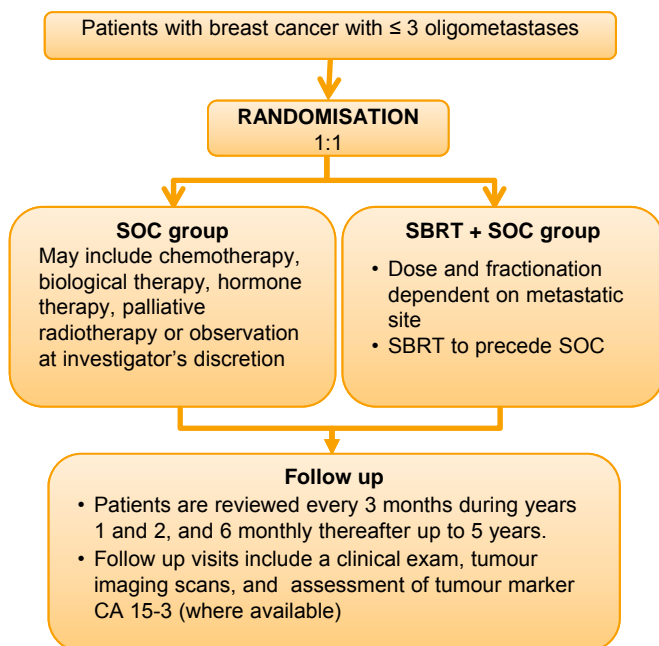 Patients with breast cancer with ≤ 3 oligometastases
RANDOMISATION
1:1
SOC group
May include chemotherapy,
biological therapy, hormone
therapy, palliative
radiotherapy or observation
at investigator’s discretion
SBRT + SOC group
• Dose and fractionation
dependent on metastatic
site
• SBRT to precede SOC
Follow up
• Patients are reviewed every 3 months during years
1 and 2, and 6 monthly thereafter up to 5 years.
• Follow up visits include a clinical exam, tumour
imaging scans, and assessment of tumour marker
CA 15-3 (where available)